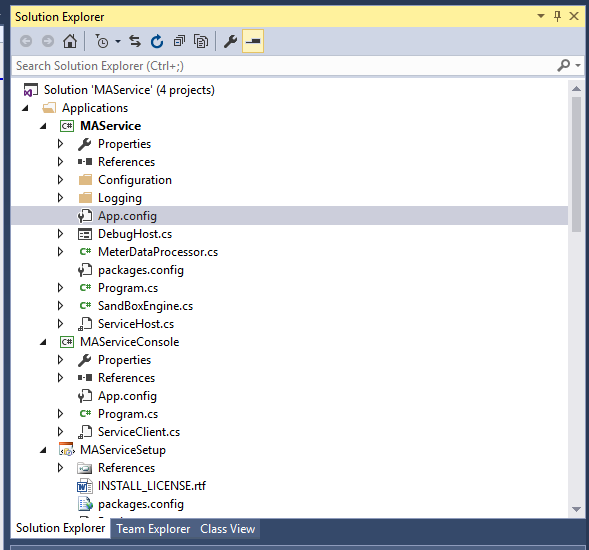 Solution Explorer
Search Solution Explorer (Ctrl+;)
Solution 'MAService' (4 projects)
Applications
C# MAService
Properties
References
Configuration
Logging
App.config
DebugHost.cs
C# MeterDataProcessor.cs
packages.config
C# Program.cs
C# SandBoxEngine.cs
ServiceHost.cs
C# MAServiceConsole
Properties
References
App.config
C# Program.cs
ServiceClient.cs
MAServiceSetup
References
INSTALL_LICENSE.rtf
packages.config
Solution Explorer Team Explorer Class View